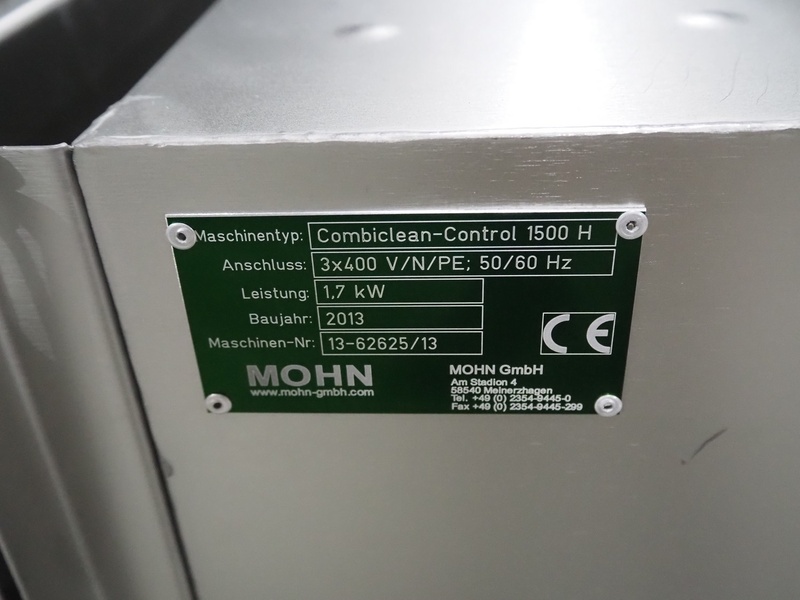 Maschinentyp: Combiclean-Control 1500 H
Anschluss: 3x400 V/N/PE; 50/60 Hz
Leistung: 1,7 kW
Baujahr: 2013
Maschinen-Nr: 13-62625/13
CE
MOHN
www.mohn-gmbh.com
MOHN GmbH
Am Stadion 4
58540 Meinerzhagen
Tel. +49 (0) 2354-9445-0
Fax +49 (0) 2354-9445-299